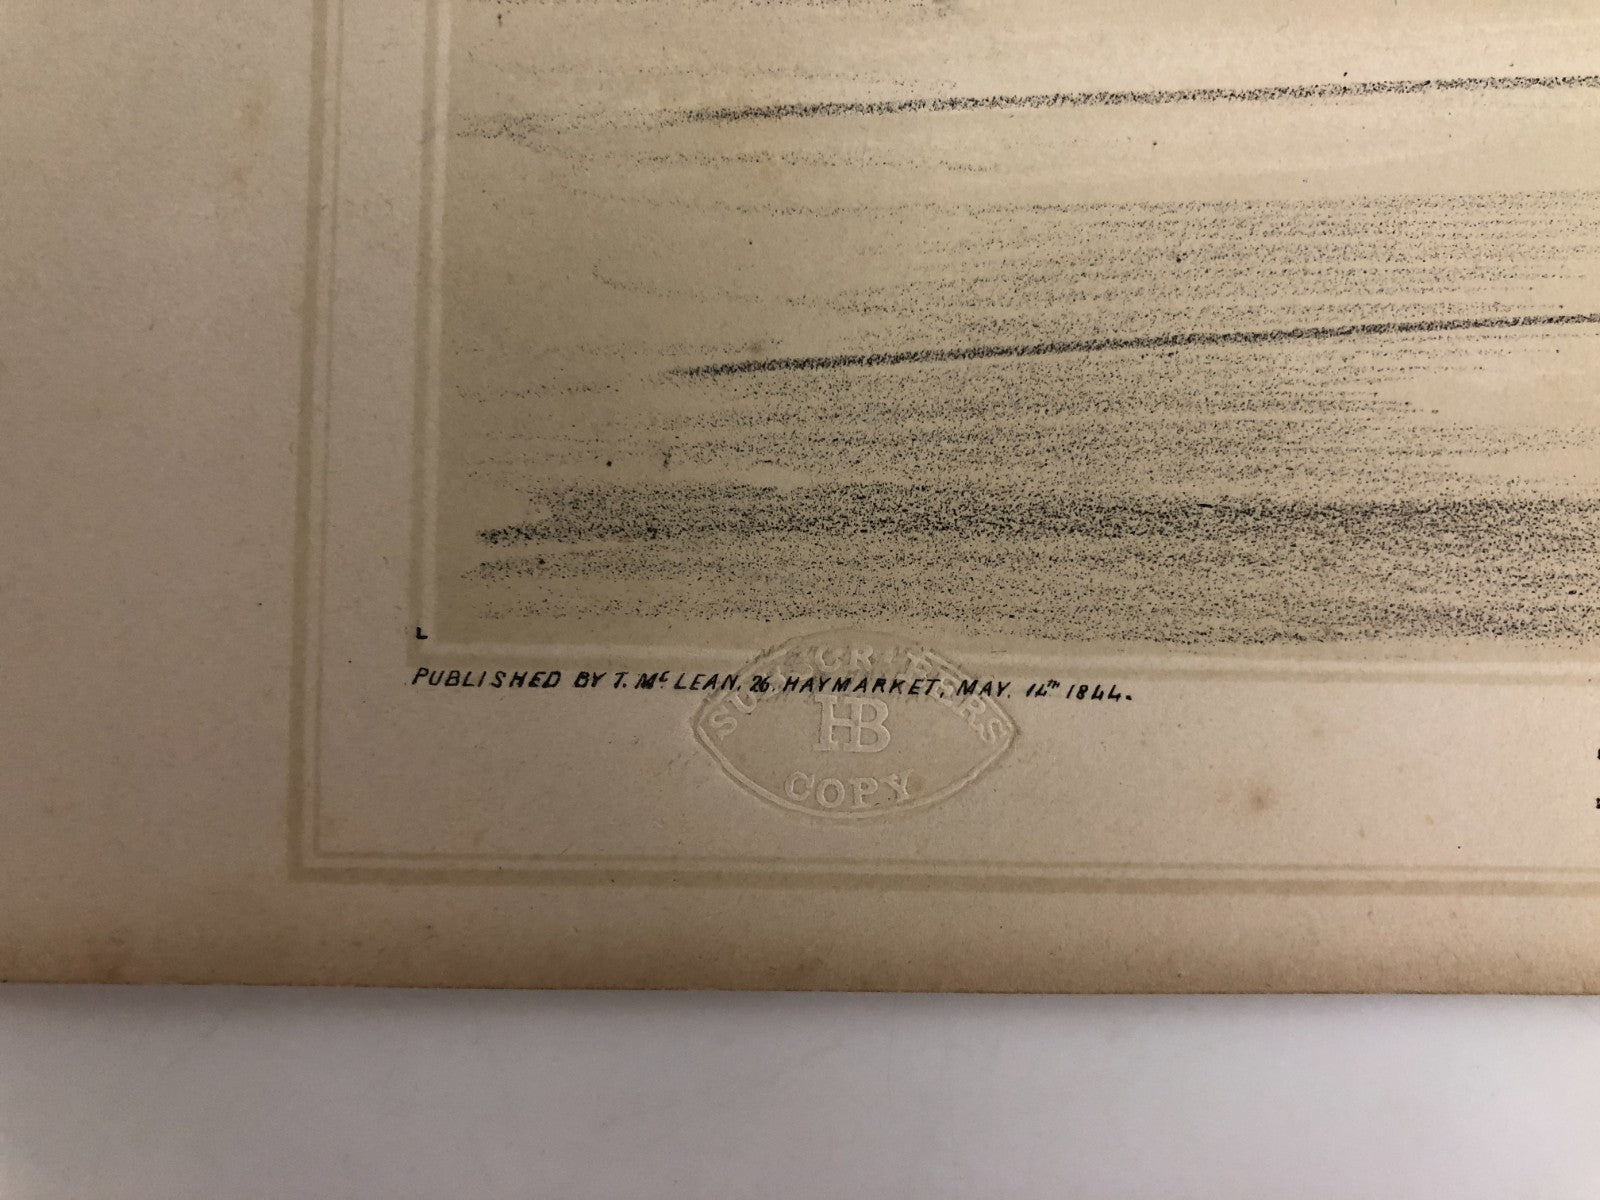 L
PUBLISHED BY T. Mᶜ LEAN, 26, HAYMARKET, MAY. 14ᵀᴴ 1844.
SUBSCRIBERS
HB
COPY